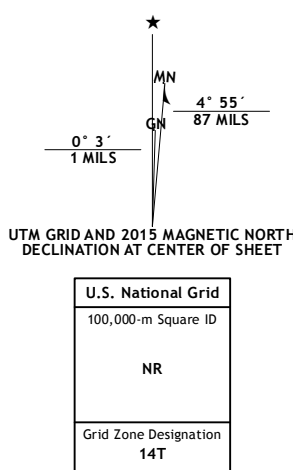 ★
MN
4° 55´
87 MILS
GN
0° 3´
1 MILS
UTM GRID AND 2015 MAGNETIC NORTH
DECLINATION AT CENTER OF SHEET
U.S. National Grid
100,000-m Square ID
NR
Grid Zone Designation
14T